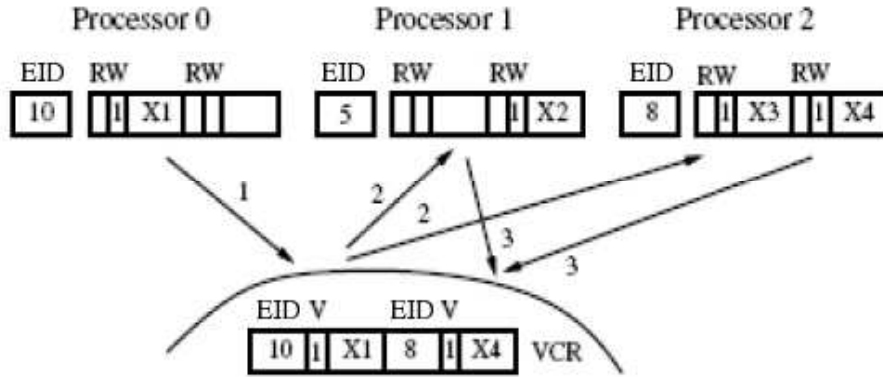 Processor 0 Processor 1 Processor 2
EID RW RW EID RW RW EID RW RW
10 1 X1 5 1 X2 8 1 X3 1 X4
1 2 2 3 3
EID V EID V
10 1 X1 8 1 X4 VCR